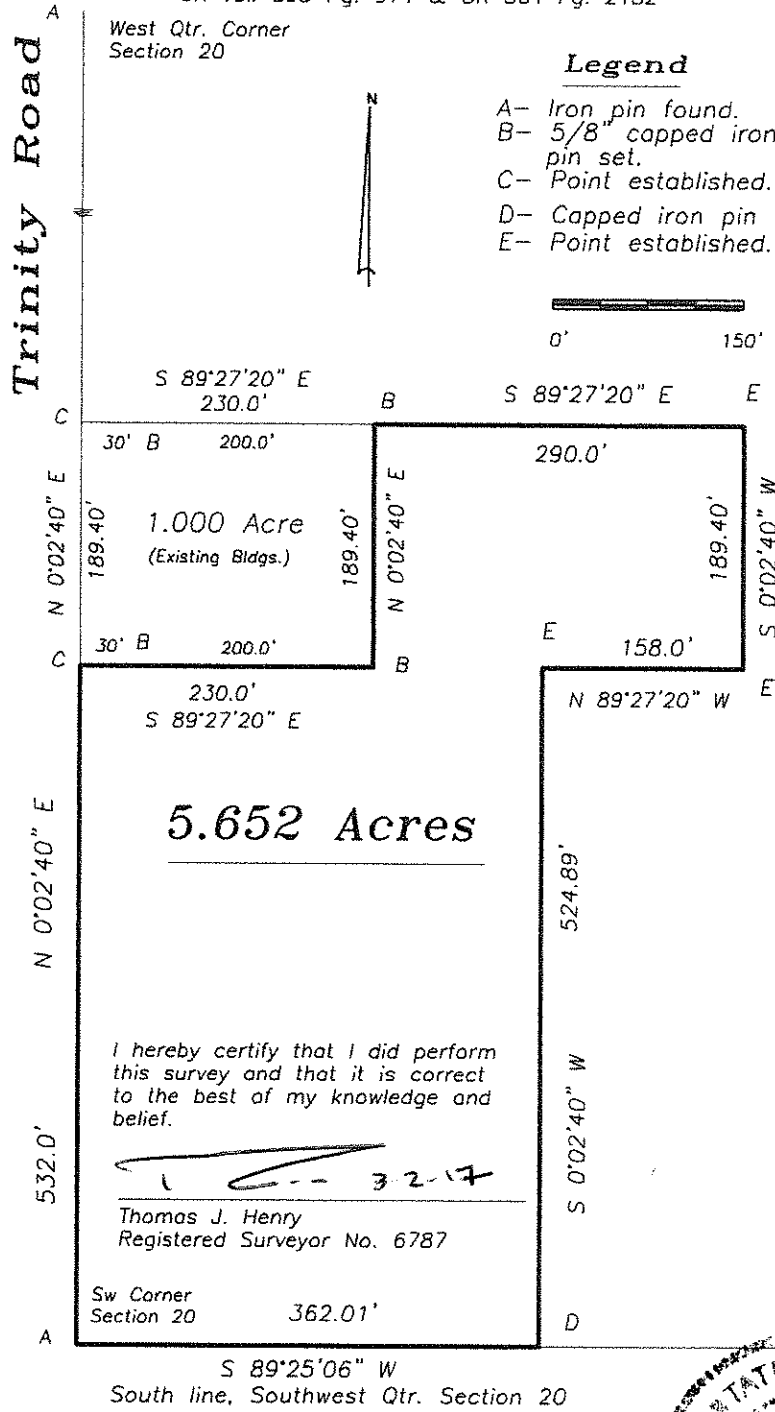 West Qtr. Corner
Section 20
A
Trinity Road
N
Legend
A- Iron pin found.
B- 5/8" capped iron
pin set.
C- Point established.
D- Capped iron pin
E- Point established.
0' 150'
S 89°27'20" E
230.0'
B
S 89°27'20" E
E
C
30' B 200.0'
290.0'
N 0°02'40" E
189.40'
1.000 Acre
(Existing Bldgs.)
189.40'
N 0°02'40" E
189.40'
S 0°02'40" W
C
30' B 200.0'
B
E
158.0'
230.0'
S 89°27'20" E
N 89°27'20" W
E
N 0°02'40" E
5.652 Acres
524.89'
I hereby certify that I did perform
this survey and that it is correct
to the best of my knowledge and
belief.
3-2-17
532.0'
S 0°02'40" W
Thomas J. Henry
Registered Surveyor No. 6787
Sw Corner
Section 20
362.01'
A
D
S 89°25'06" W
South line, Southwest Qtr. Section 20